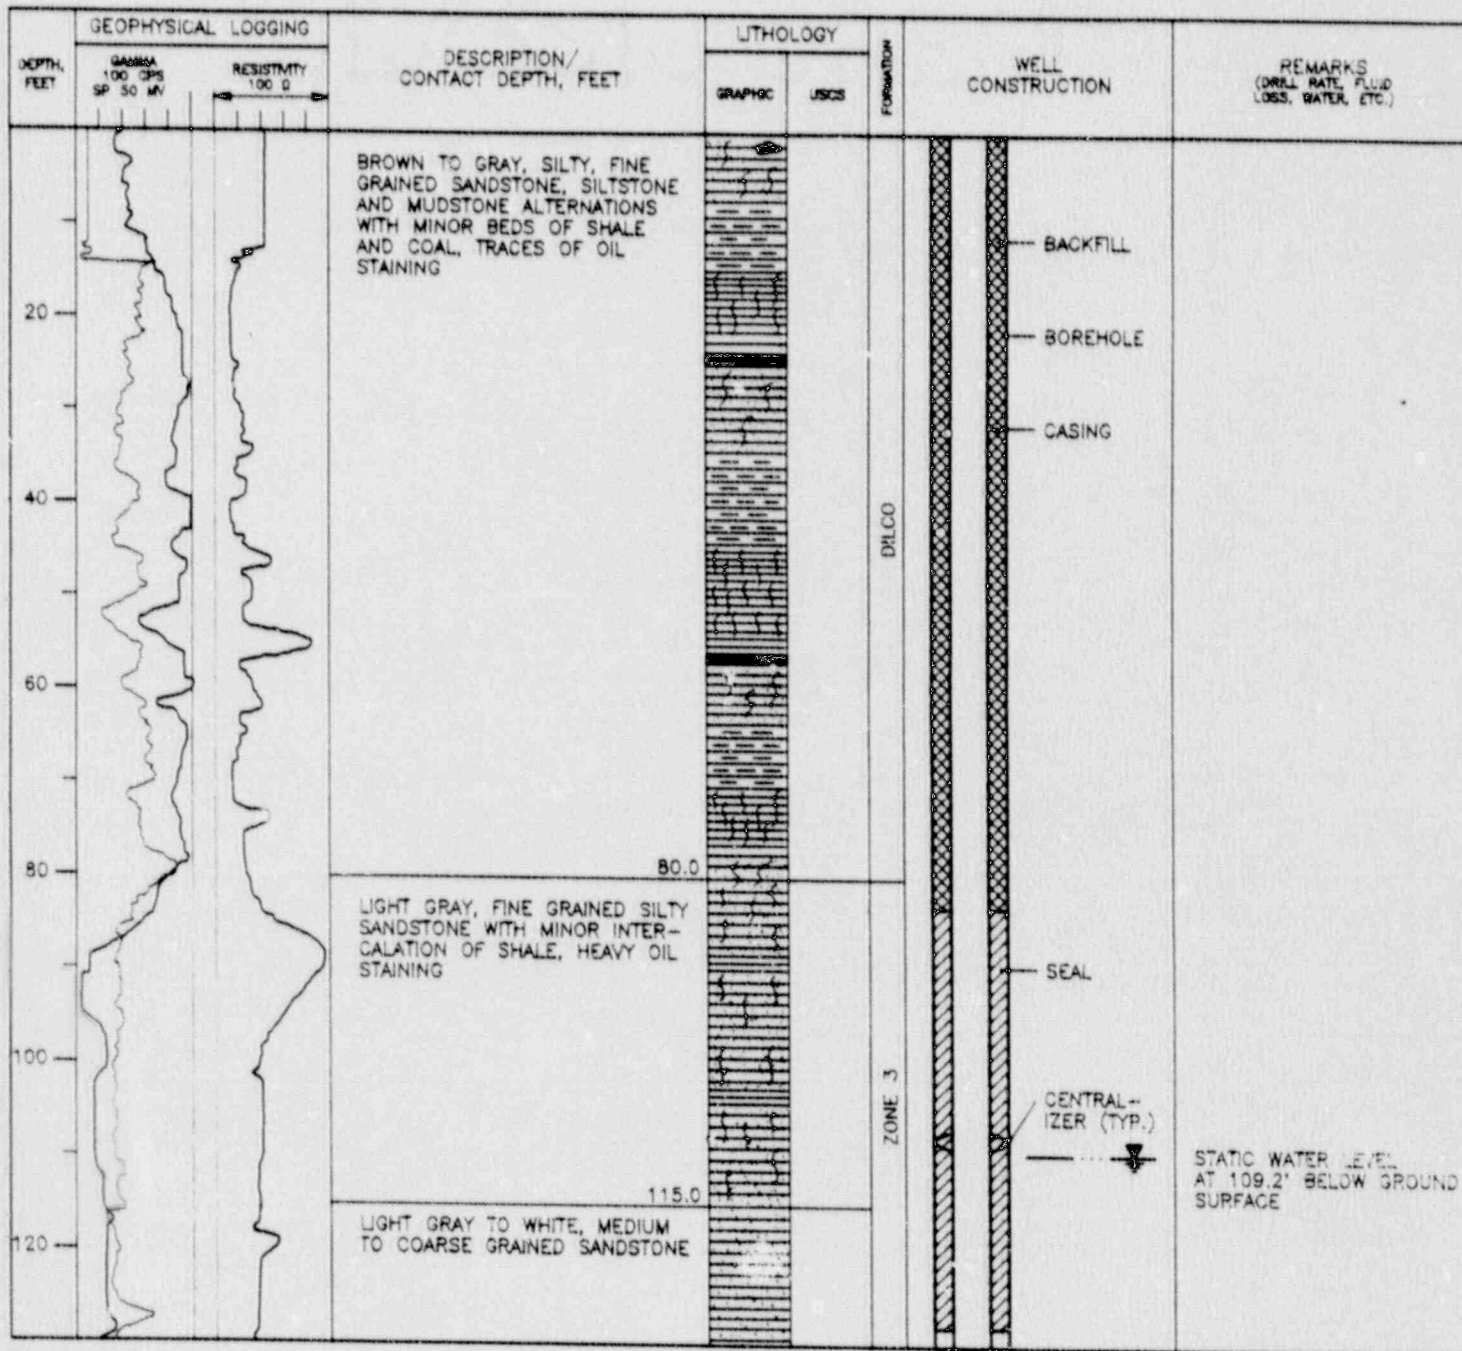 DEPTH, FEET
GEOPHYSICAL LOGGING
GAMMA
100 CPS
SP 50 MV
RESISTIVITY
100 Ω
DESCRIPTION/
CONTACT DEPTH, FEET
LITHOLOGY
GRAPHIC
USCS
FORMATION
WELL
CONSTRUCTION
REMARKS
(DRILL RATE, FLUID
LOSS, WATER, ETC.)
BROWN TO GRAY, SILTY, FINE
GRAINED SANDSTONE, SILTSTONE
AND MUDSTONE ALTERNATIONS
WITH MINOR BEDS OF SHALE
AND COAL, TRACES OF OIL
STAINING
BACKFILL
20
BOREHOLE
CASING
40
DILCO
60
80
80.0
LIGHT GRAY, FINE GRAINED SILTY
SANDSTONE WITH MINOR INTER-
CALATION OF SHALE, HEAVY OIL
STAINING
SEAL
100
ZONE 3
CENTRAL-
IZER (TYP.)
STATIC WATER LEVEL
AT 109.2' BELOW GROUND
SURFACE
115.0
LIGHT GRAY TO WHITE, MEDIUM
TO COARSE GRAINED SANDSTONE
120